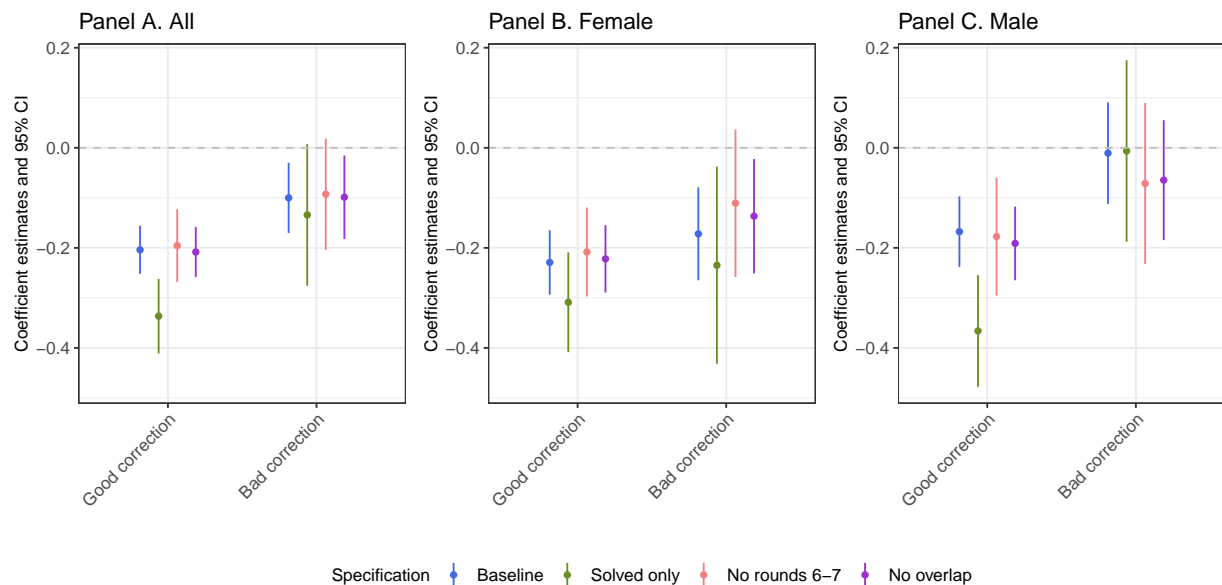 Panel A. All
Panel B. Female
Panel C. Male
Coefficient estimates and 95% CI
0.2
0.0
−0.2
−0.4
Good correction
Bad correction
Coefficient estimates and 95% CI
0.2
0.0
−0.2
−0.4
Good correction
Bad correction
Coefficient estimates and 95% CI
0.2
0.0
−0.2
−0.4
Good correction
Bad correction
Specification Baseline Solved only No rounds 6−7 No overlap